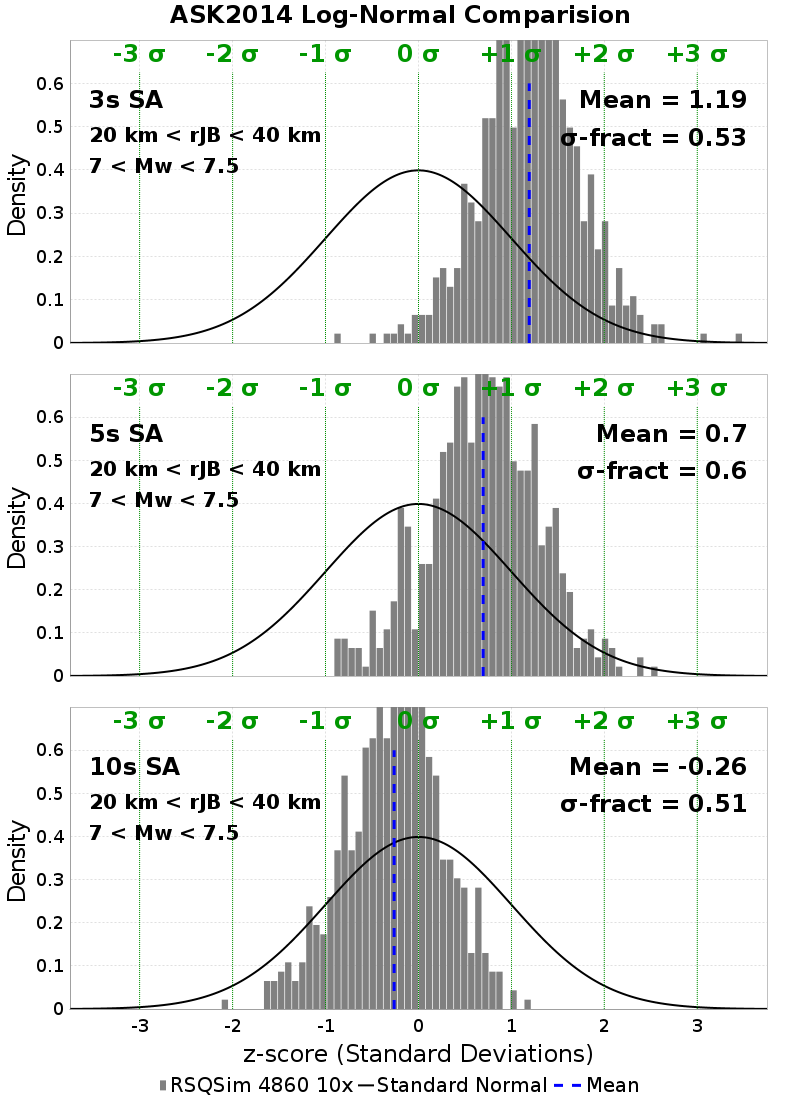 ASK2014 Log-Normal Comparision
-3 σ -2 σ -1 σ 0 σ +1 σ +2 σ +3 σ
3s SA
20 km < rJB < 40 km
7 < Mw < 7.5
Mean = 1.19
σ-fract = 0.53
Density
0.6
0.5
0.4
0.3
0.2
0.1
0
-3 σ -2 σ -1 σ 0 σ +1 σ +2 σ +3 σ
5s SA
20 km < rJB < 40 km
7 < Mw < 7.5
Mean = 0.7
σ-fract = 0.6
Density
0.6
0.5
0.4
0.3
0.2
0.1
0
-3 σ -2 σ -1 σ 0 σ +1 σ +2 σ +3 σ
10s SA
20 km < rJB < 40 km
7 < Mw < 7.5
Mean = -0.26
σ-fract = 0.51
Density
0.6
0.5
0.4
0.3
0.2
0.1
0
-3 -2 -1 0 1 2 3
z-score (Standard Deviations)
RSQSim 4860 10x Standard Normal Mean